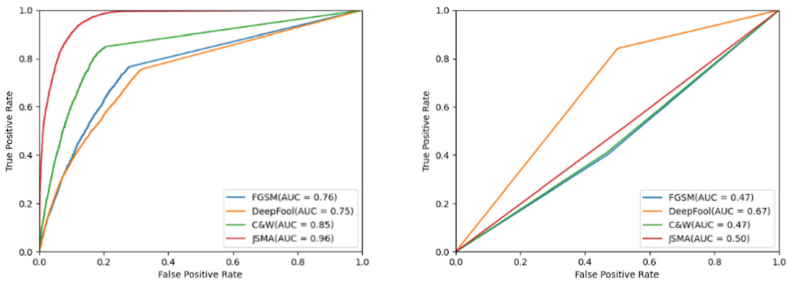 1.0
0.8
0.6
0.4
0.2
0.0
True Positive Rate
0.0 0.2 0.4 0.6 0.8 1.0
False Positive Rate
FGSM(AUC = 0.76)
DeepFool(AUC = 0.75)
C&W(AUC = 0.85)
JSMA(AUC = 0.96)
1.0
0.8
0.6
0.4
0.2
0.0
True Positive Rate
0.0 0.2 0.4 0.6 0.8 1.0
False Positive Rate
FGSM(AUC = 0.47)
DeepFool(AUC = 0.67)
C&W(AUC = 0.47)
JSMA(AUC = 0.50)